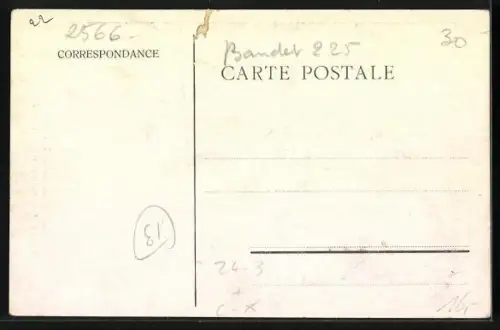 22
2566-
CORRESPONDANCE
Bandet 225
30
CARTE POSTALE
81
24-3